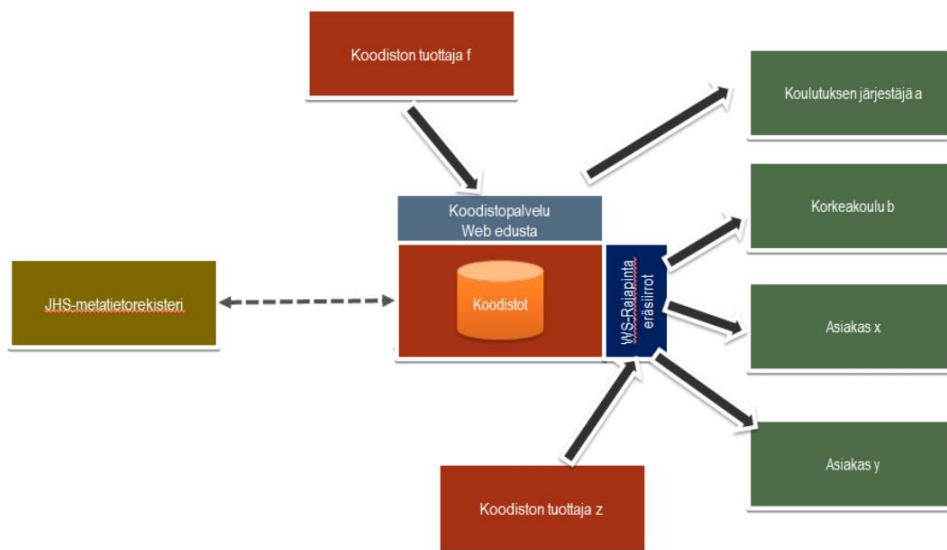 Koodiston tuottaja f
Koulutuksen järjestäjä a
Koodistopalvelu
Web edusta
Korkeakoulu b
JHS-metatietorekisteri
Koodistot
WS-Rajapinta
eräsiirrot
Asiakas x
Asiakas y
Koodiston tuottaja z